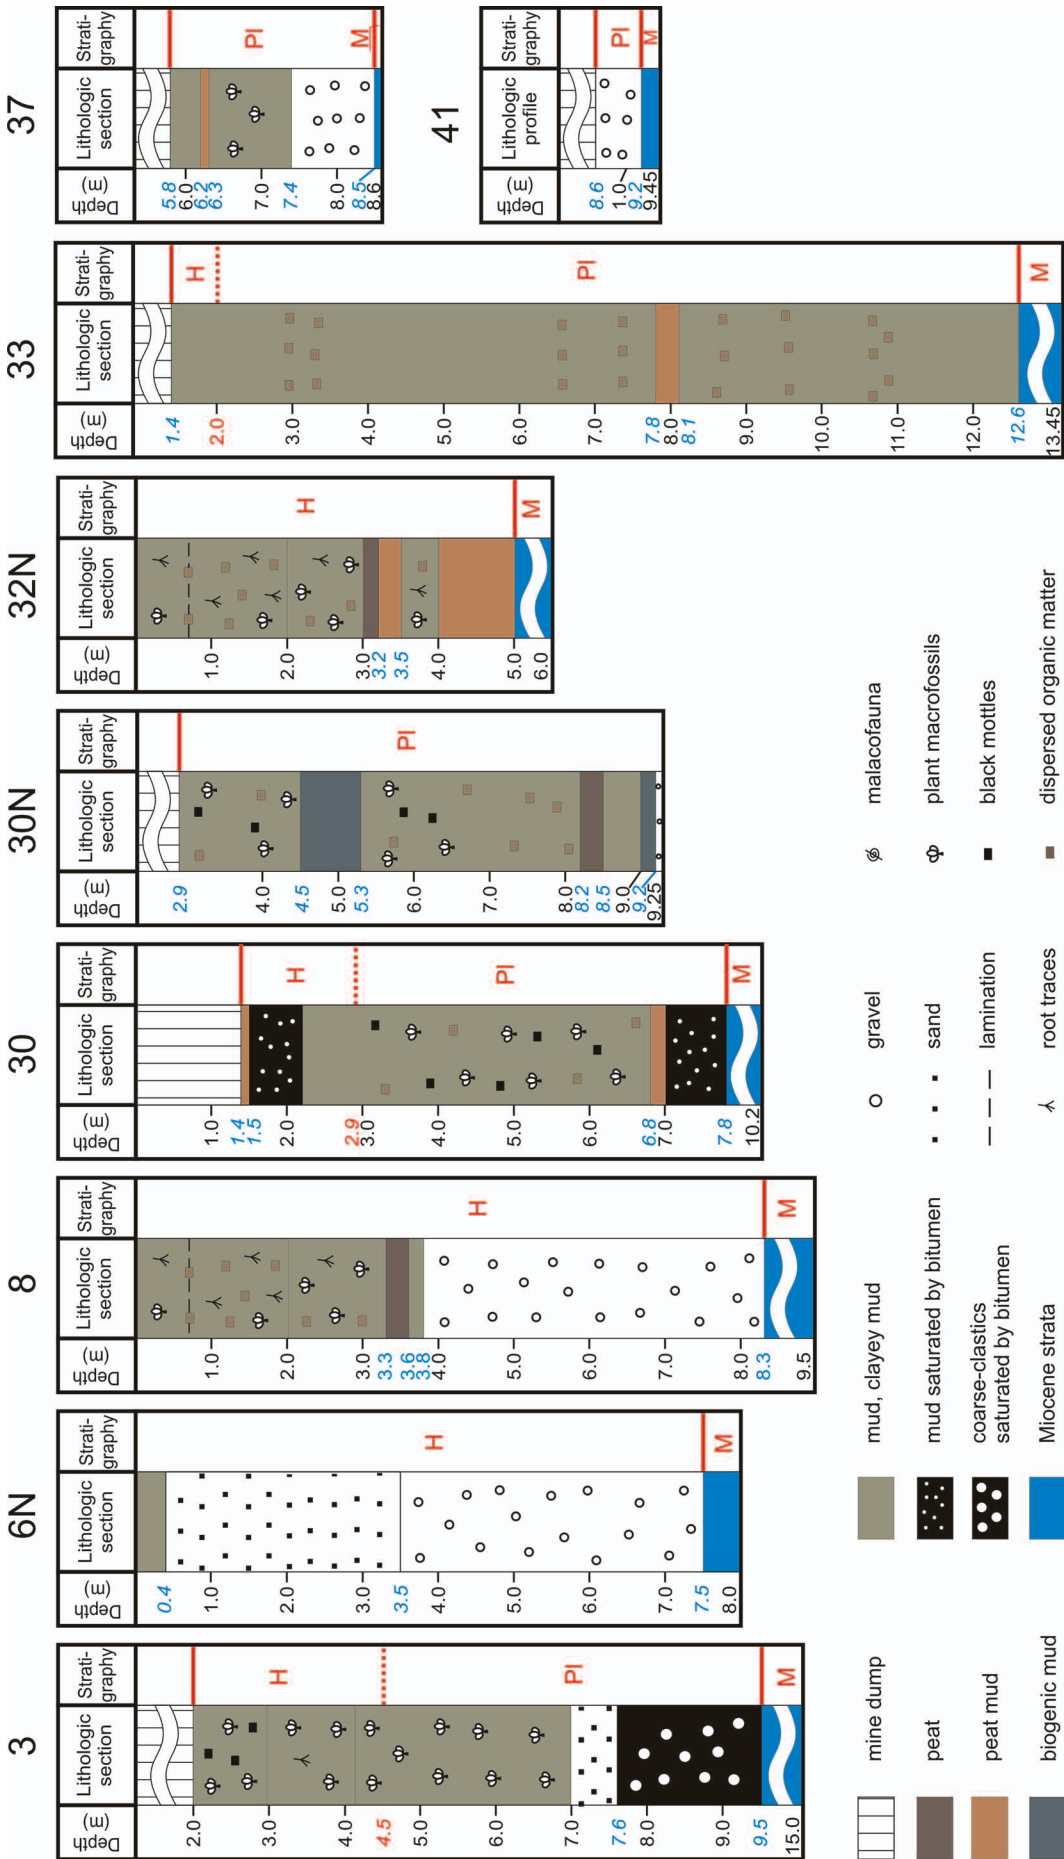 3
Depth
(m)
Lithologic
section
Strati-
graphy
2.0
3.0
4.0
4.5
5.0
6.0
7.0
7.6
8.0
9.0
9.5
15.0
H
Pl
M
6N
Depth
(m)
Lithologic
section
Strati-
graphy
0.4
1.0
2.0
3.0
3.5
4.0
5.0
6.0
7.0
7.5
8.0
H
M
8
Depth
(m)
Lithologic
section
Strati-
graphy
1.0
2.0
3.0
3.3
3.6
3.8
4.0
5.0
6.0
7.0
8.0
8.3
9.5
H
M
30
Depth
(m)
Lithologic
section
Strati-
graphy
1.0
1.4
1.5
2.0
2.9
3.0
4.0
5.0
6.0
6.8
7.0
7.8
10.2
H
Pl
M
30N
Depth
(m)
Lithologic
section
Strati-
graphy
2.9
4.0
4.5
5.0
5.3
6.0
7.0
8.0
8.2
8.5
9.0
9.2
9.25
Pl
32N
Depth
(m)
Lithologic
section
Strati-
graphy
1.0
2.0
3.0
3.2
3.5
4.0
5.0
6.0
H
M
33
Depth
(m)
Lithologic
section
Strati-
graphy
1.4
2.0
3.0
4.0
5.0
6.0
7.0
7.8
8.0
8.1
9.0
10.0
11.0
12.0
12.6
13.45
H
Pl
M
37
Depth
(m)
Lithologic
section
Strati-
graphy
5.8
6.0
6.2
6.3
7.0
7.4
8.0
8.5
8.6
Pl
M
41
Depth
(m)
Lithologic
profile
Strati-
graphy
8.6
1.0
9.2
9.45
Pl
M
mine dump
peat
peat mud
biogenic mud
mud, clayey mud
mud saturated by bitumen
coarse-clastics
saturated by bitumen
Miocene strata
gravel
sand
lamination
root traces
malacofauna
plant macrofossils
black mottles
dispersed organic matter